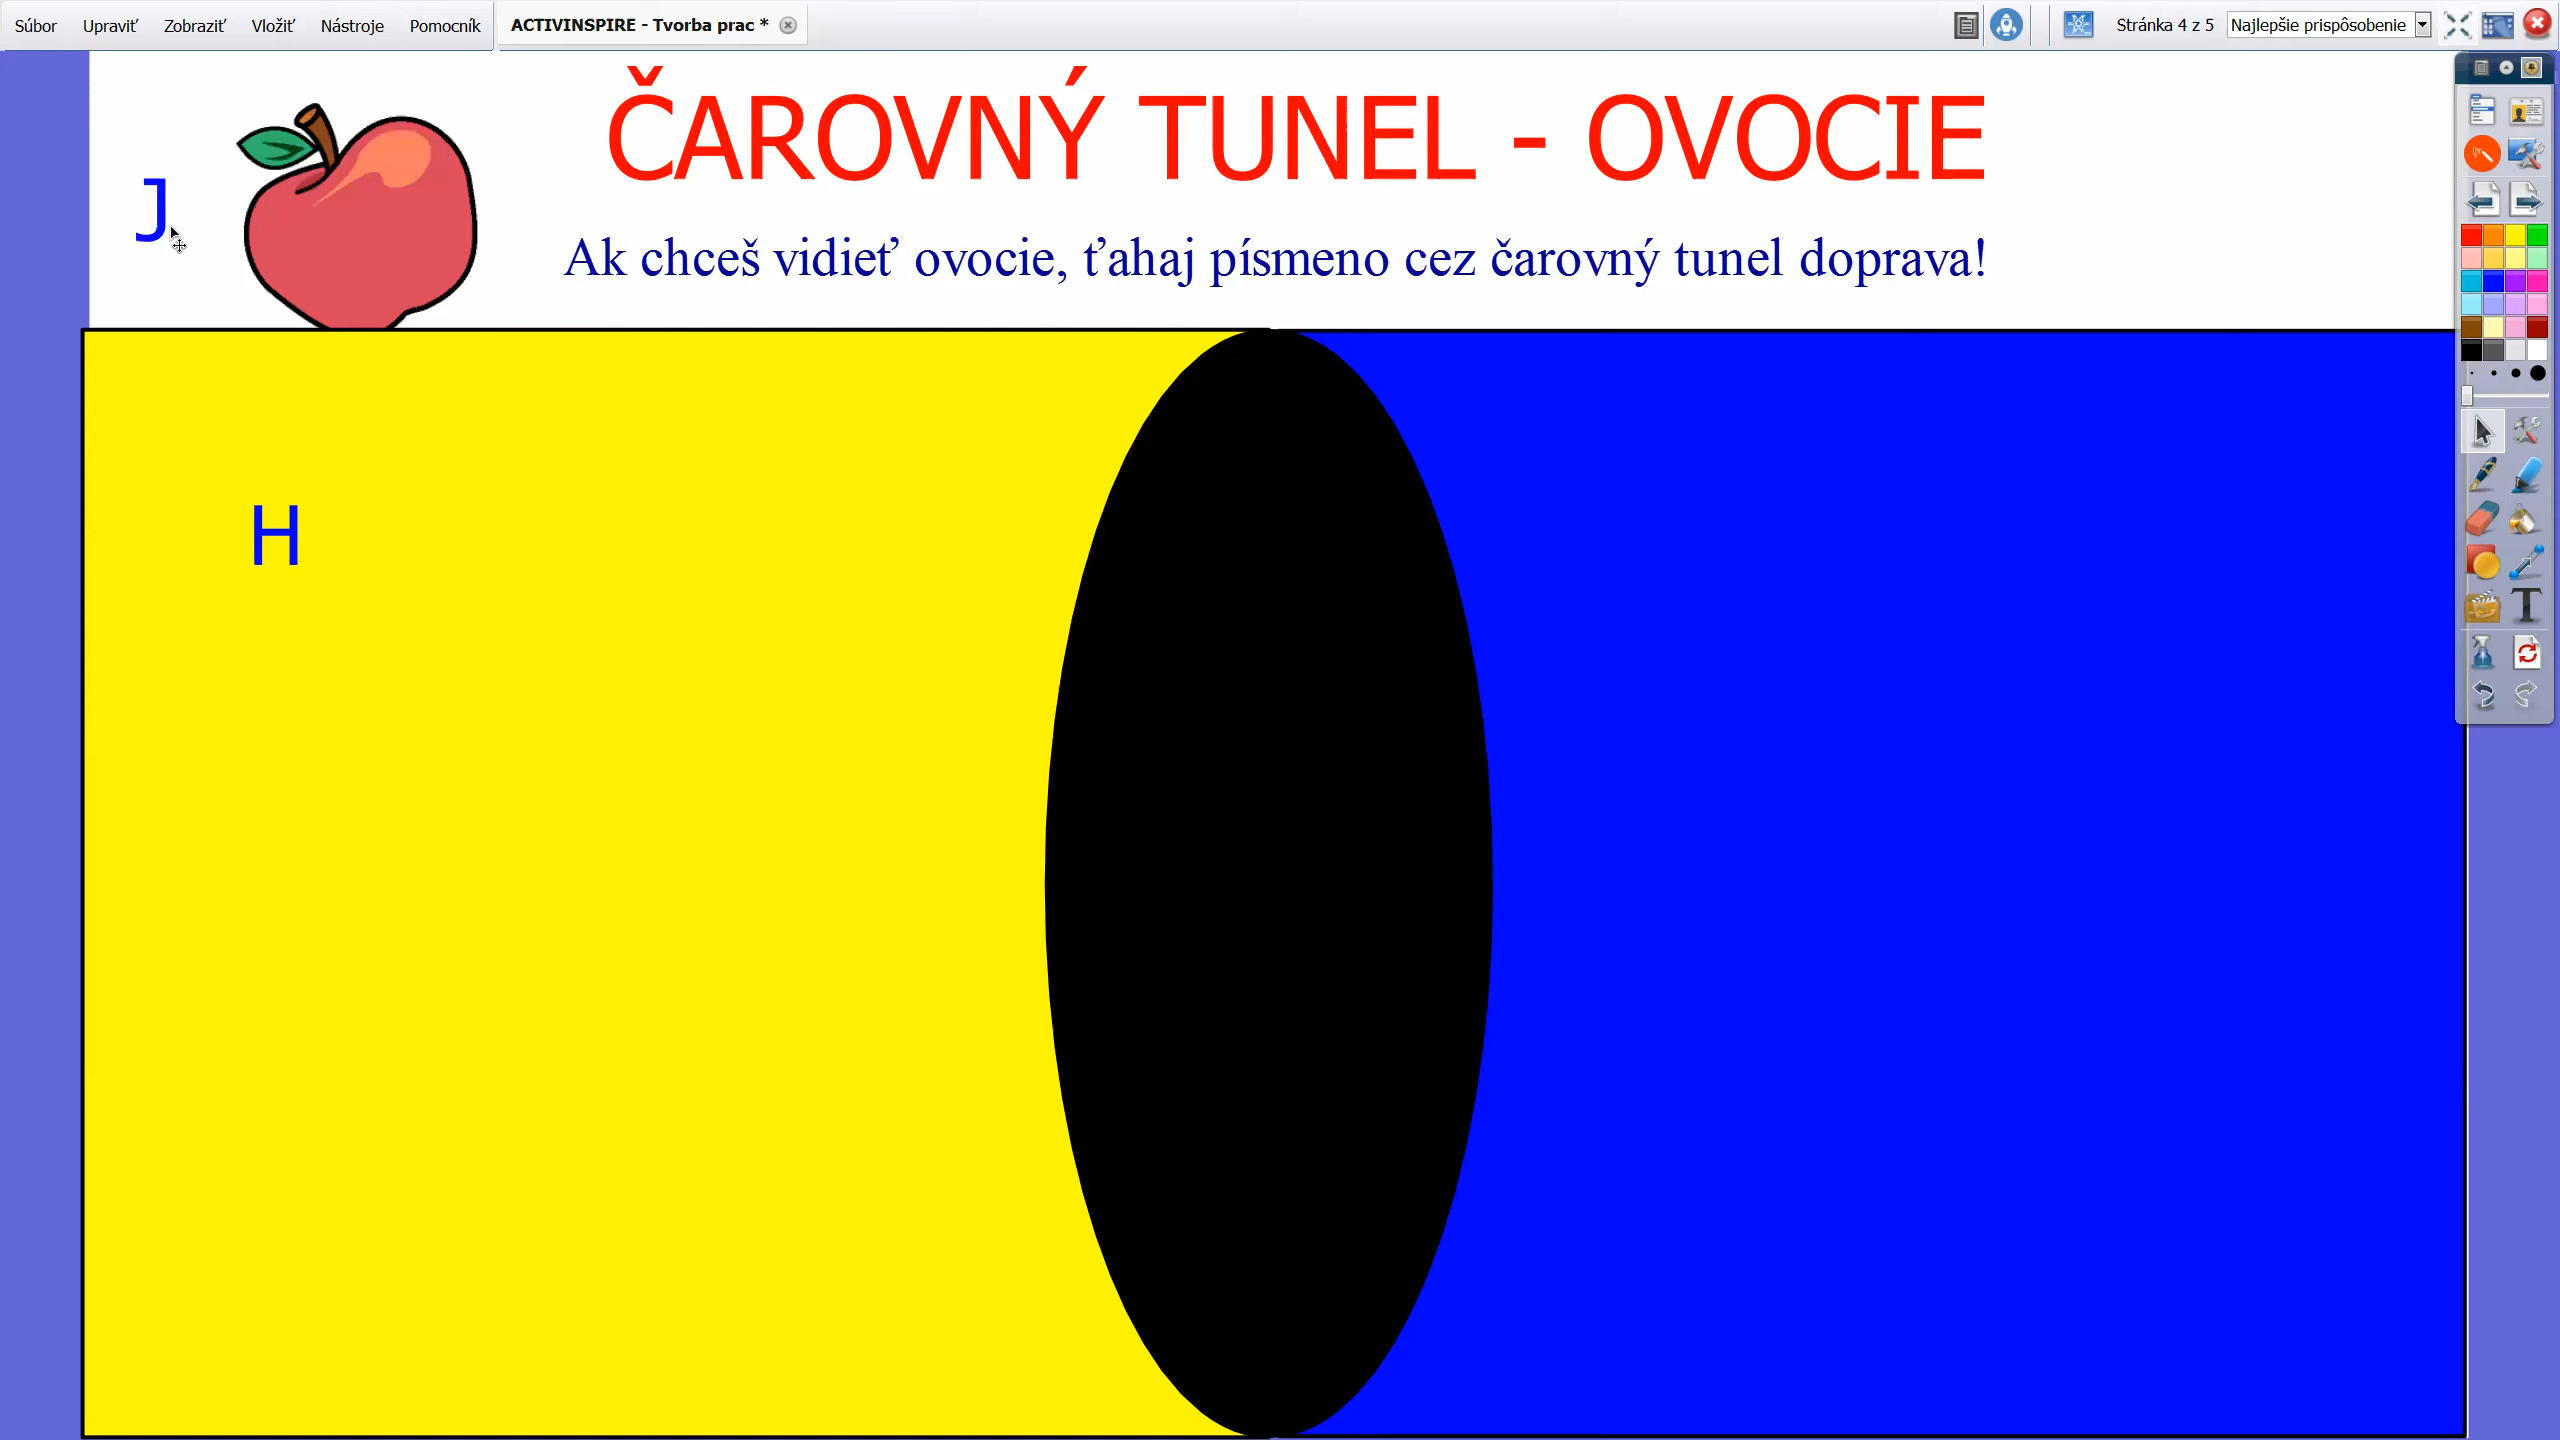 Súbor Upraviť Zobraziť Vložiť Nástroje Pomocník ACTIVINSPIRE - Tvorba prac * Stránka 4 z 5 Najlepšie prispôsobenie
ČAROVNÝ TUNEL - OVOCIE
J
Ak chceš vidieť ovocie, ťahaj písmeno cez čarovný tunel doprava!
H
T